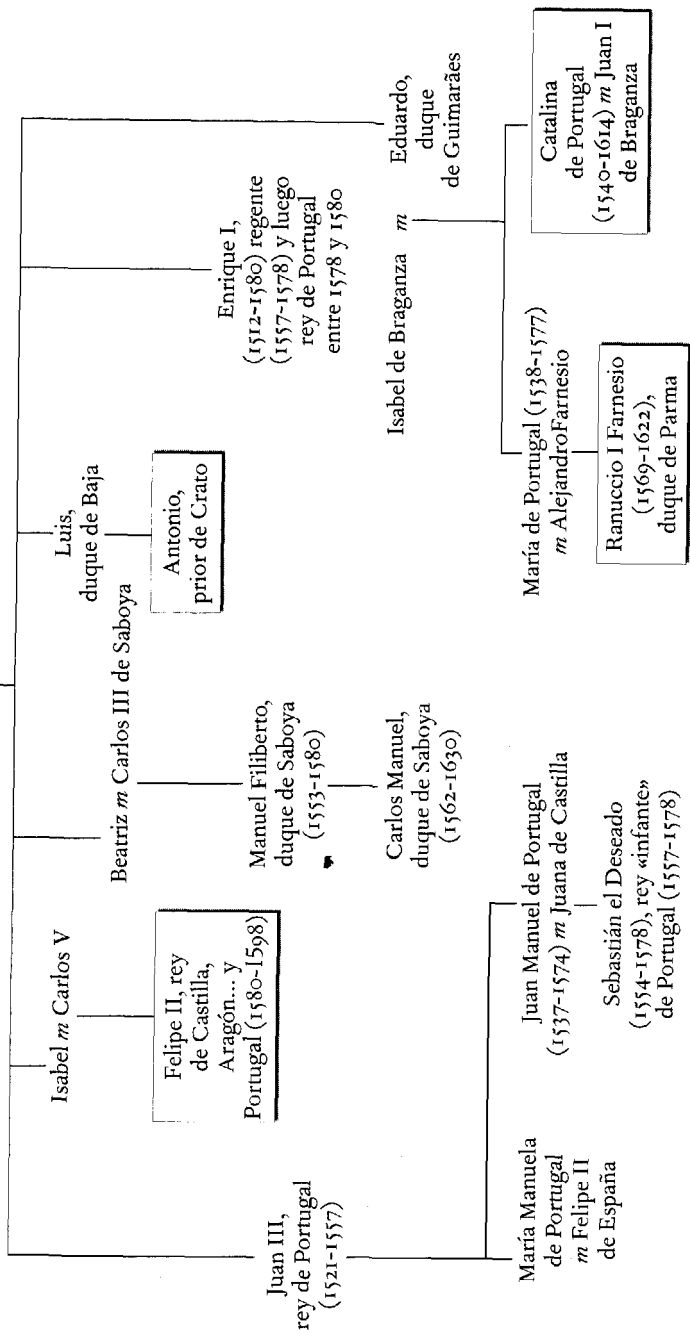 Juan III,
rey de Portugal
(1521-1557)
María Manuela
de Portugal
m Felipe II
de España
Juan Manuel de Portugal
(1537-1574) m Juana de Castilla
Sebastián el Deseado
(1554-1578), rey «infante»
de Portugal (1557-1578)
Isabel m Carlos V
Felipe II, rey
de Castilla,
Aragón... y
Portugal (1580-1598)
Beatriz m Carlos III de Saboya
Manuel Filiberto,
duque de Saboya
(1553-1580)
Carlos Manuel,
duque de Saboya
(1562-1630)
Luis,
duque de Baja
Antonio,
prior de Crato
Enrique I,
(1512-1580) regente
(1557-1578) y luego
rey de Portugal
entre 1578 y 1580
Isabel de Braganza m Eduardo,
duque
de Guimarães
María de Portugal (1538-1577)
m AlejandroFarnesio
Ranuccio I Farnesio
(1569-1622),
duque de Parma
Catalina
de Portugal
(1540-1614) m Juan I
de Braganza